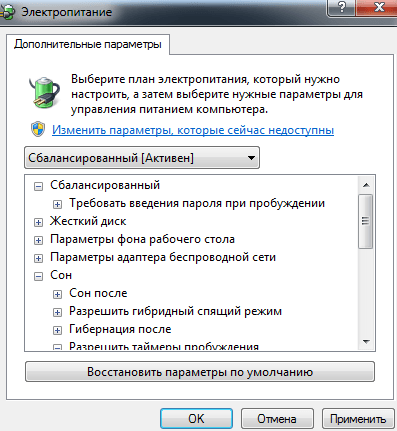 Электропитание
Дополнительные параметры
Выберите план электропитания, который нужно
настроить, а затем выберите нужные параметры для
управления питанием компьютера.
Изменить параметры, которые сейчас недоступны
Сбалансированный [Активен]
Сбалансированный
Требовать введения пароля при пробуждении
Жесткий диск
Параметры фона рабочего стола
Параметры адаптера беспроводной сети
Сон
Сон после
Разрешить гибридный спящий режим
Гибернация после
Разрешить таймеры пробуждения
Восстановить параметры по умолчанию
OK
Отмена
Применить